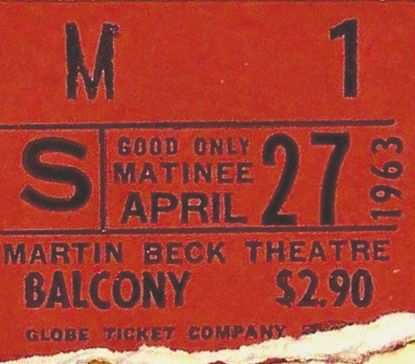 M 1
S GOOD ONLY
MATINEE
APRIL 27 1963
MARTIN BECK THEATRE
BALCONY $2.90
GLOBE TICKET COMPANY